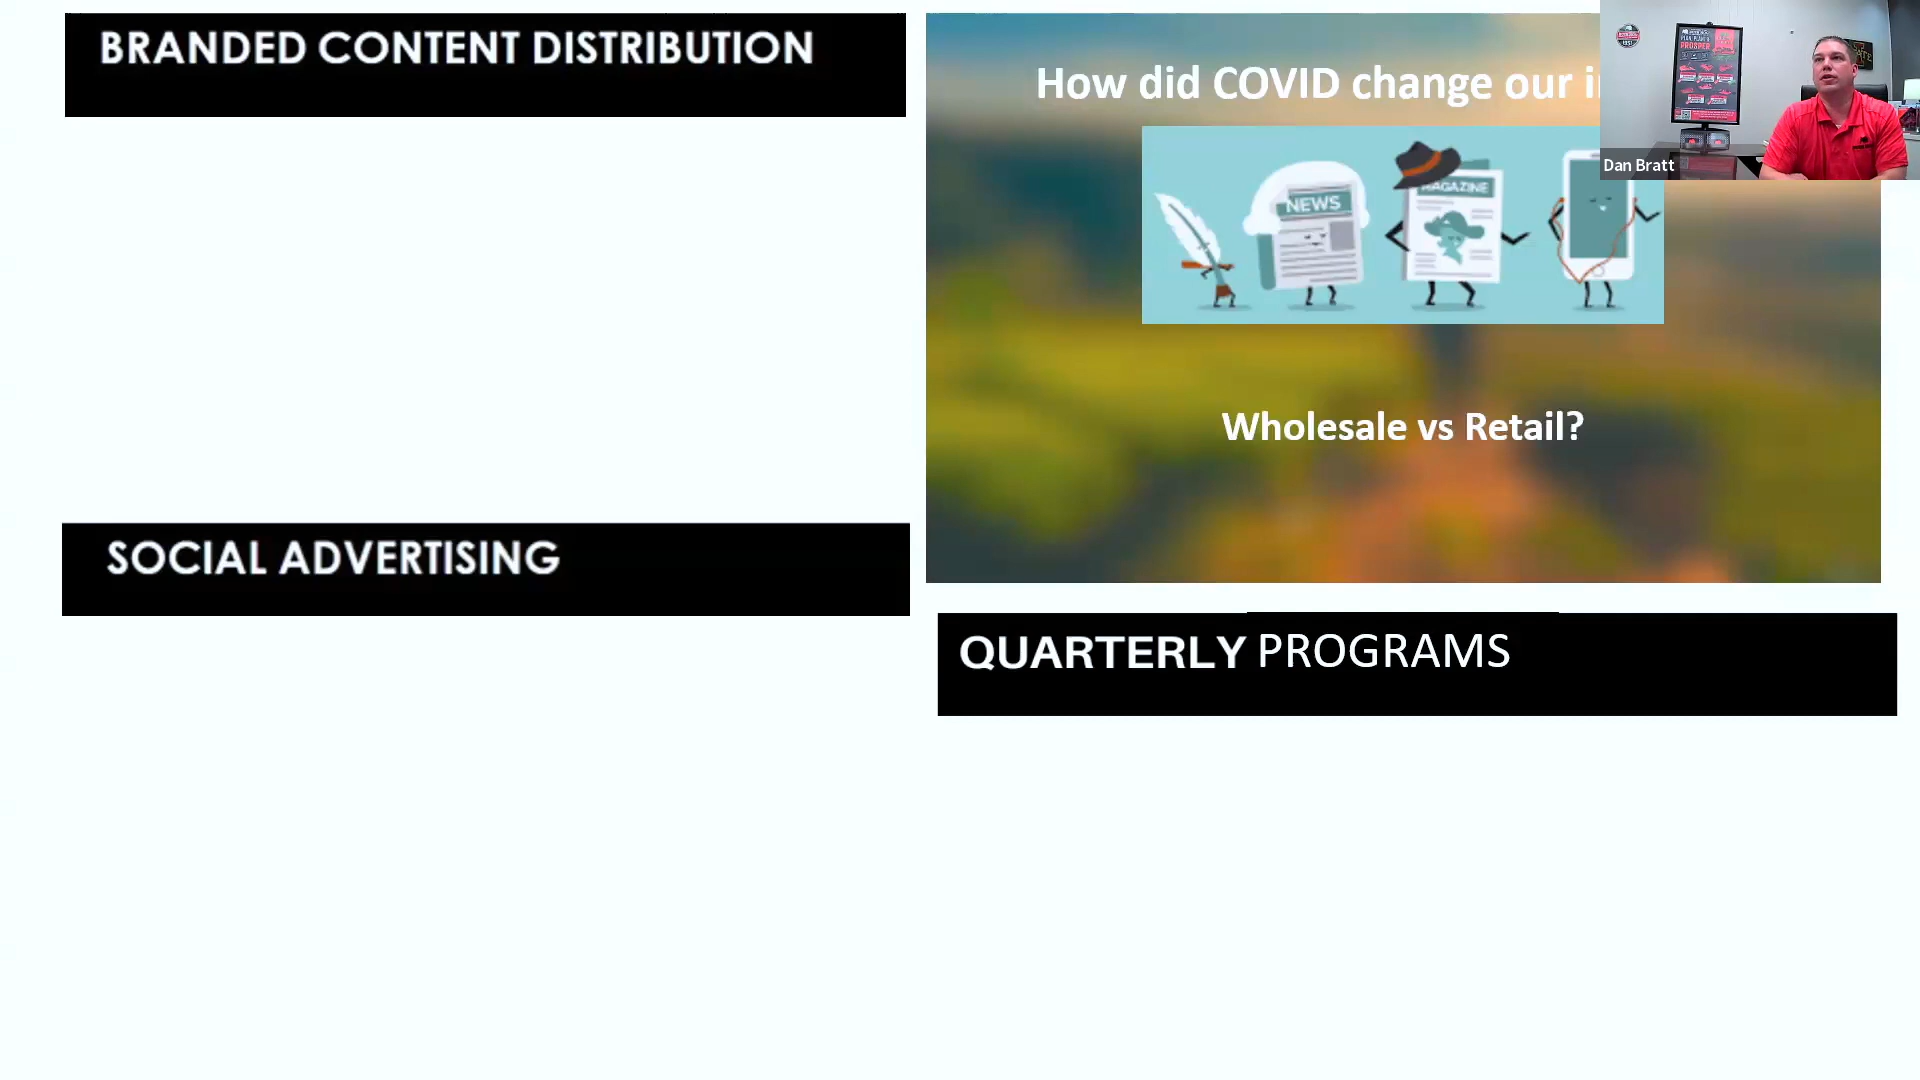 BRANDED CONTENT DISTRIBUTION
How did COVID change our
NEWS
MAGAZINE
Dan Bratt
PROSPER
Wholesale vs Retail?
SOCIAL ADVERTISING
QUARTERLY PROGRAMS